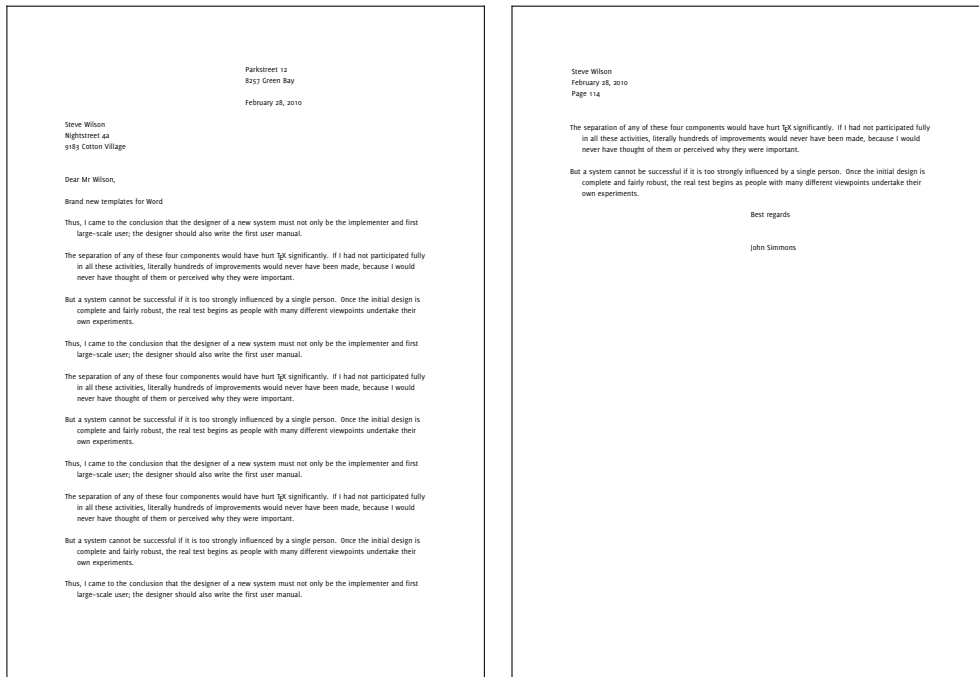 Parkstreet 12
8257 Green Bay
February 28, 2010
Steve Wilson
Nightstreet 4a
9183 Cotton Village
Dear Mr Wilson,
Brand new templates for Word
Thus, I came to the conclusion that the designer of a new system must not only be the implementer and first
large-scale user; the designer should also write the first user manual.
The separation of any of these four components would have hurt TEX significantly. If I had not participated fully
in all these activities, literally hundreds of improvements would never have been made, because I would
never have thought of them or perceived why they were important.
But a system cannot be successful if it is too strongly influenced by a single person. Once the initial design is
complete and fairly robust, the real test begins as people with many different viewpoints undertake their
own experiments.
Thus, I came to the conclusion that the designer of a new system must not only be the implementer and first
large-scale user; the designer should also write the first user manual.
The separation of any of these four components would have hurt TEX significantly. If I had not participated fully
in all these activities, literally hundreds of improvements would never have been made, because I would
never have thought of them or perceived why they were important.
But a system cannot be successful if it is too strongly influenced by a single person. Once the initial design is
complete and fairly robust, the real test begins as people with many different viewpoints undertake their
own experiments.
Thus, I came to the conclusion that the designer of a new system must not only be the implementer and first
large-scale user; the designer should also write the first user manual.
The separation of any of these four components would have hurt TEX significantly. If I had not participated fully
in all these activities, literally hundreds of improvements would never have been made, because I would
never have thought of them or perceived why they were important.
But a system cannot be successful if it is too strongly influenced by a single person. Once the initial design is
complete and fairly robust, the real test begins as people with many different viewpoints undertake their
own experiments.
Thus, I came to the conclusion that the designer of a new system must not only be the implementer and first
large-scale user; the designer should also write the first user manual.
Steve Wilson
February 28, 2010
Page 114
The separation of any of these four components would have hurt TEX significantly. If I had not participated fully
in all these activities, literally hundreds of improvements would never have been made, because I would
never have thought of them or perceived why they were important.
But a system cannot be successful if it is too strongly influenced by a single person. Once the initial design is
complete and fairly robust, the real test begins as people with many different viewpoints undertake their
own experiments.
Best regards
John Simmons